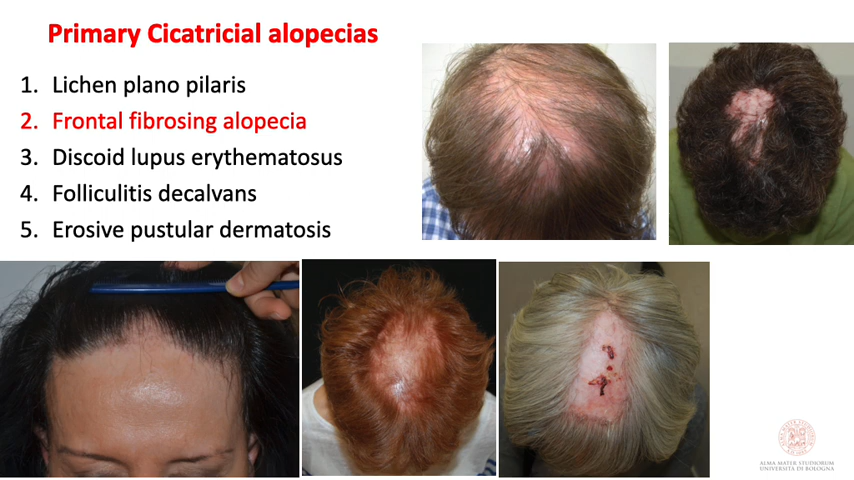 Primary Cicatricial alopecias
1. Lichen plano pilaris
2. Frontal fibrosing alopecia
3. Discoid lupus erythematosus
4. Folliculitis decalvans
5. Erosive pustular dermatosis
ALMA MATER STUDIORUM
UNIVERSITÀ DI BOLOGNA